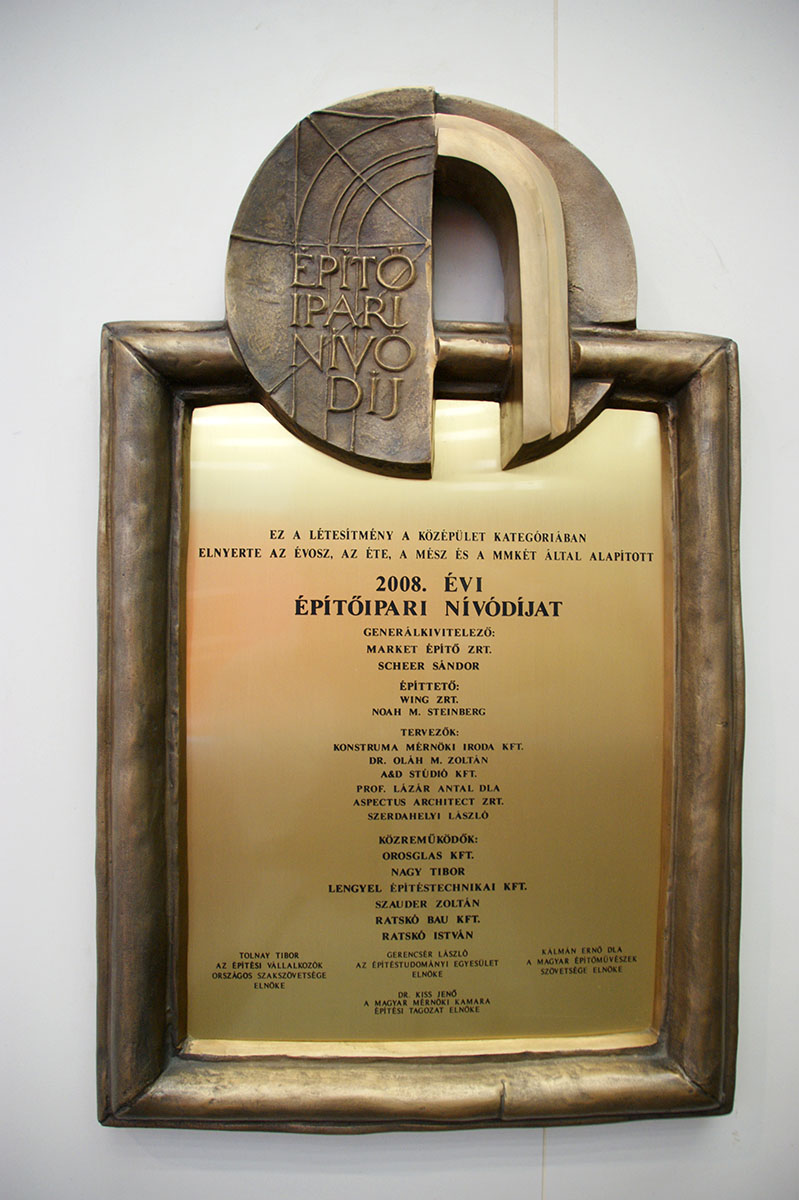 ÉPÍTŐ
IPARI
NÍVÓ
DÍJ
EZ A LÉTESÍTMÉNY A KÖZÉPÜLET KATEGÓRIÁBAN
ELNYERTE AZ ÉVOSZ, AZ ÉTE, A MÉSZ ÉS A MMKÉT ÁLTAL ALAPÍTOTT
2008. ÉVI
ÉPÍTŐIPARI NÍVÓDÍJAT
GENERÁLKIVITELEZŐ:
MARKET ÉPÍTŐ ZRT.
SCHEER SÁNDOR
ÉPÍTTETŐ:
WING ZRT.
NOAH M. STEINBERG
TERVEZŐK:
KONSTRUMA MÉRNÖKI IRODA KFT.
DR. OLÁH M. ZOLTÁN
A&D STÚDIÓ KFT.
PROF. LÁZÁR ANTAL DLA
ASPECTUS ARCHITECT ZRT.
SZERDAHELYI LÁSZLÓ
KÖZREMŰKÖDŐK:
OROSGLAS KFT.
NAGY TIBOR
LENGYEL ÉPÍTÉSTECHNIKAI KFT.
SZAUDER ZOLTÁN
RATSKÓ BAU KFT.
RATSKÓ ISTVÁN
TOLNAY TIBOR
AZ ÉPÍTÉSI VÁLLALKOZÓK
ORSZÁGOS SZAKSZÖVETSÉGE
ELNÖKE
GERENCSÉR LÁSZLÓ
AZ ÉPÍTÉSTUDOMÁNYI EGYESÜLET
ELNÖKE
KÁLMÁN ERNŐ DLA
A MAGYAR ÉPÍTŐMŰVÉSZEK
SZÖVETSÉGE ELNÖKE
DR. KISS JENŐ
A MAGYAR MÉRNÖKI KAMARA
ÉPÍTÉSI TAGOZAT ELNÖKE